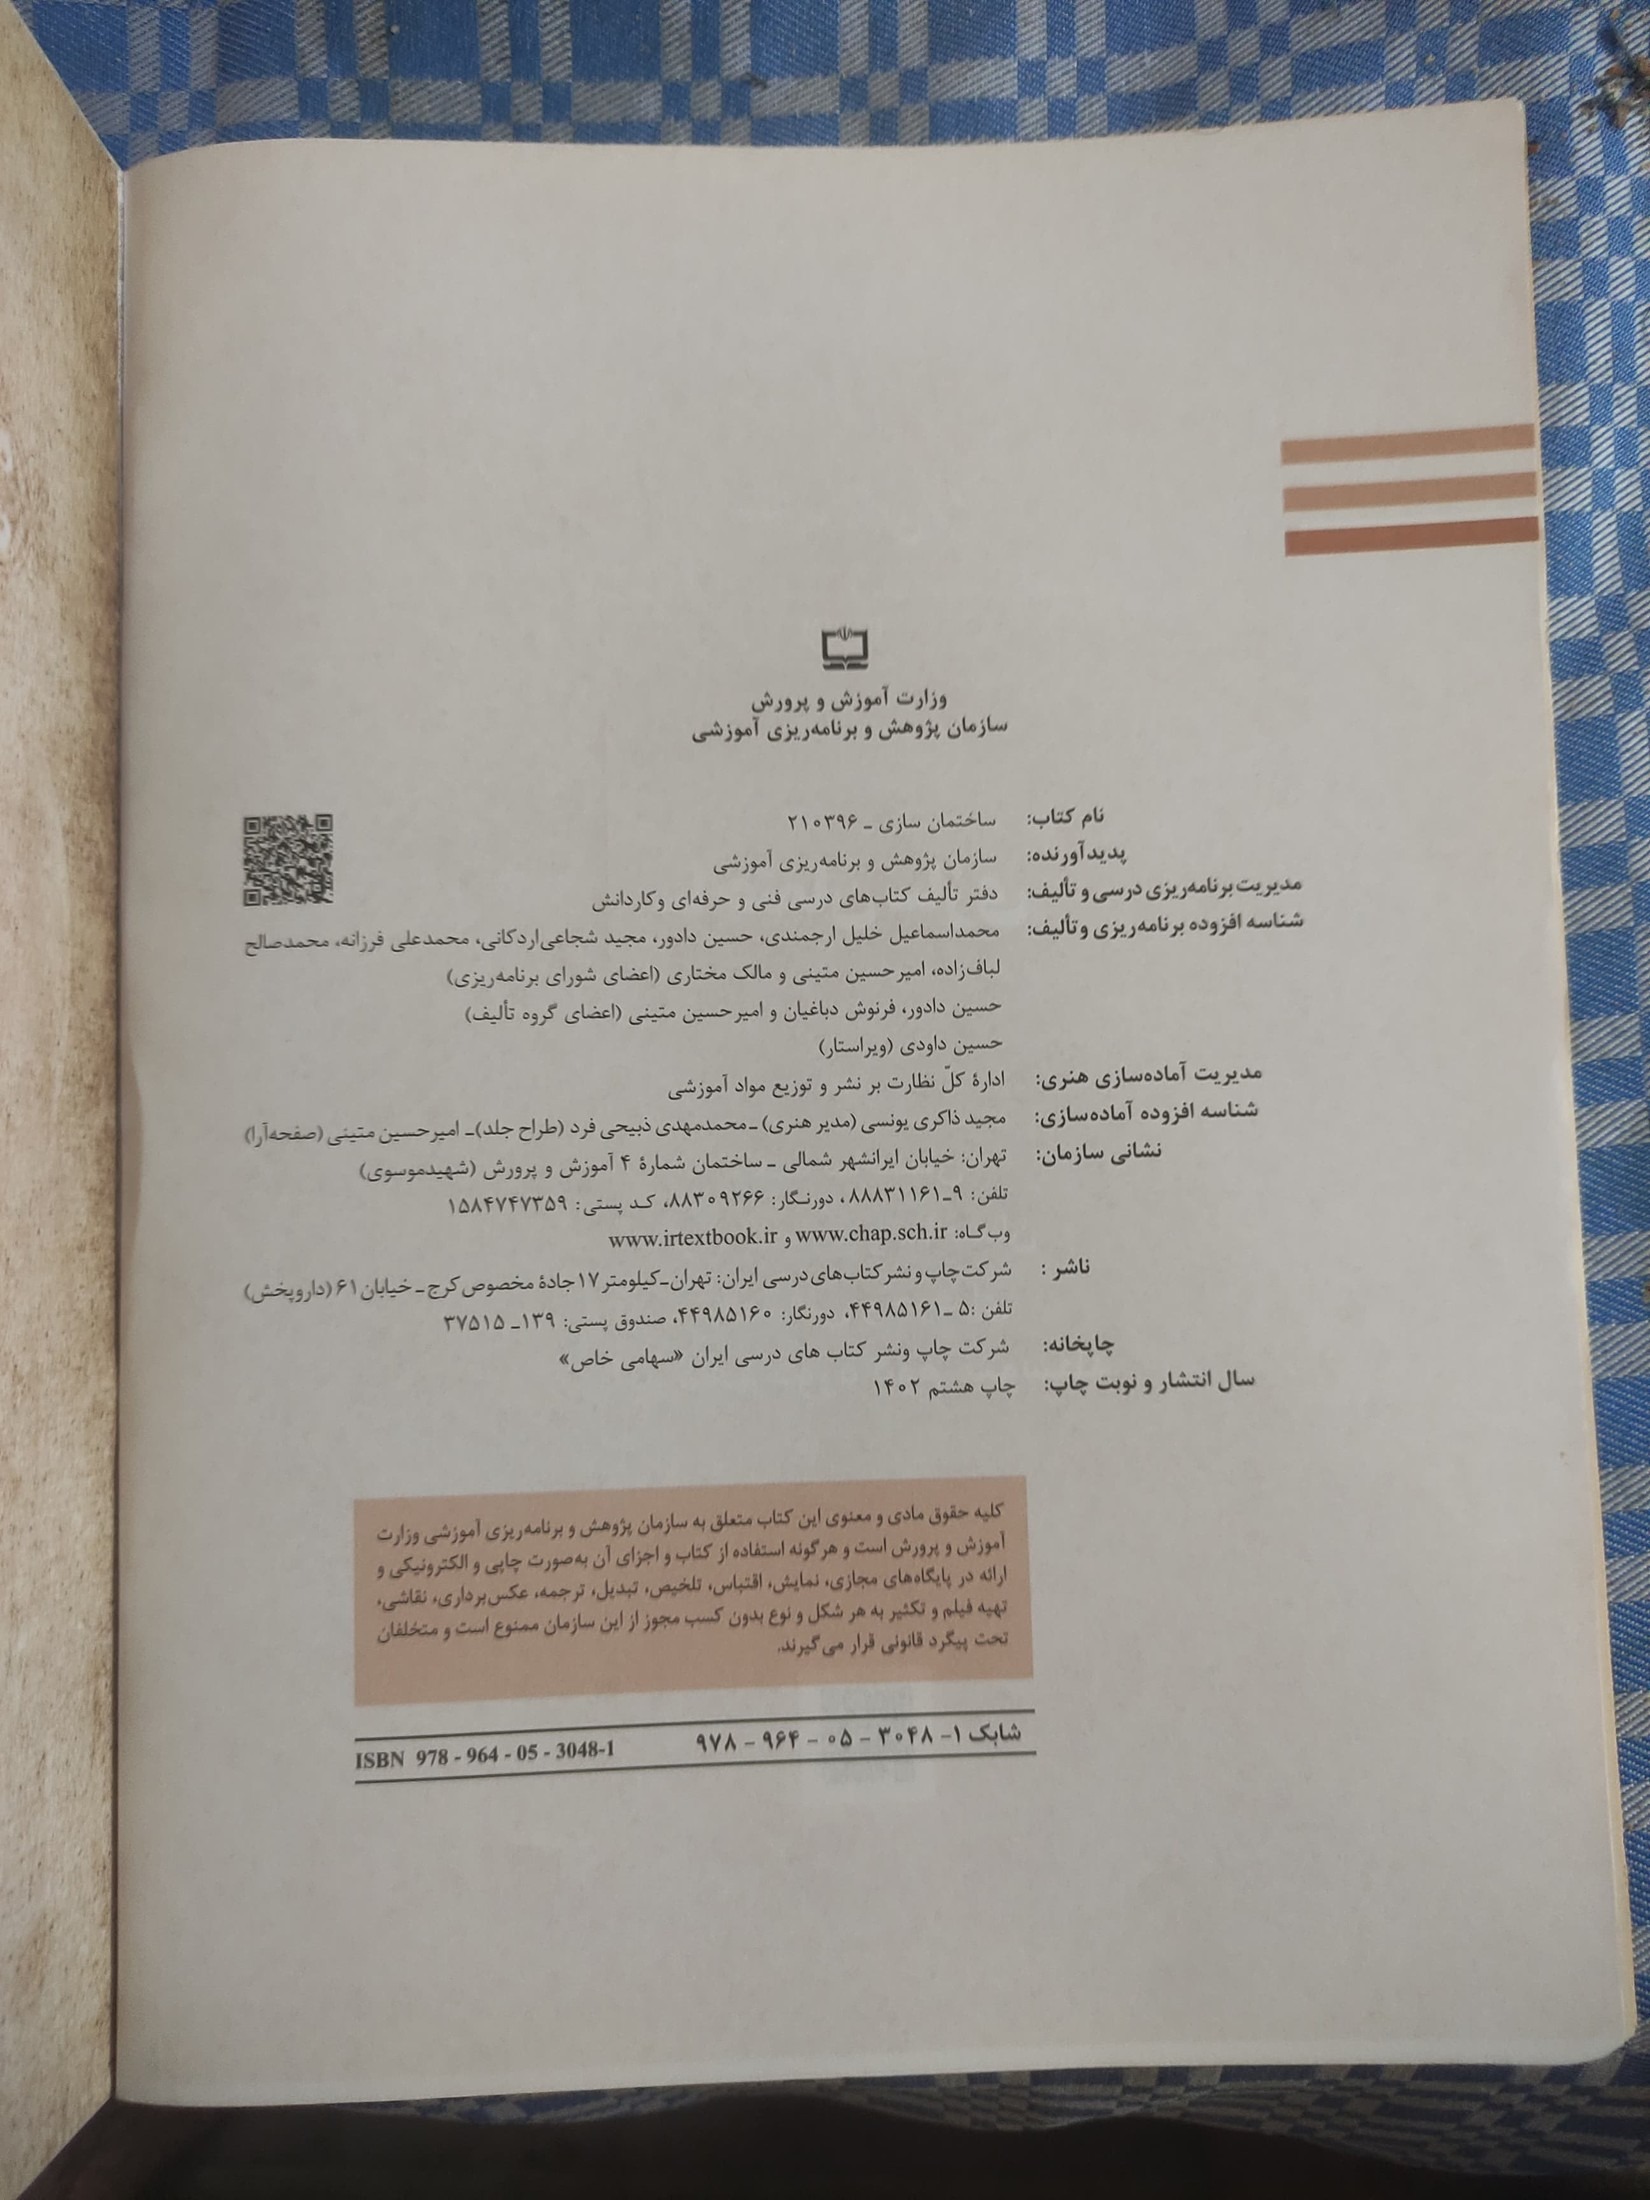 وزارت آموزش و پرورش
سازمان پژوهش و برنامه‌ریزی آموزشی
نام کتاب: ساختمان سازی ـ ۲۱۰۳۹۶
پدیدآورنده: سازمان پژوهش و برنامه‌ریزی آموزشی
مدیریت برنامه‌ریزی درسی و تألیف: دفتر تألیف کتاب‌های درسی فنی و حرفه‌ای و کاردانش
شناسه افزوده برنامه‌ریزی و تألیف: محمداسماعیل خلیل ارجمندی، حسین دادور، مجید شجاعی‌اردکانی، محمدعلی فرزانه، محمدصالح
لباف‌زاده، امیرحسین متینی و مالک مختاری (اعضای شورای برنامه‌ریزی)
حسین دادور، فرنوش دباغیان و امیرحسین متینی (اعضای گروه تألیف)
حسین داودی (ویراستار)
مدیریت آماده‌سازی هنری: ادارهٔ کلّ نظارت بر نشر و توزیع مواد آموزشی
شناسه افزوده آماده‌سازی: مجید ذاکری یونسی (مدیر هنری) ـ محمدمهدی ذبیحی فرد (طراح جلد)ـ امیرحسین متینی (صفحه‌آرا)
نشانی سازمان: تهران: خیابان ایرانشهر شمالی ـ ساختمان شمارهٔ ۴ آموزش و پرورش (شهیدموسوی)
تلفن: ۹ـ۸۸۸۳۱۱۶۱، دورنگار: ۸۸۳۰۹۲۶۶، کد پستی: ۱۵۸۴۷۴۷۳۵۹
وب گاه: www.chap.sch.ir و www.irtextbook.ir
ناشر : شرکت چاپ و نشر کتاب‌های درسی ایران: تهران-کیلومتر ۱۷ جادهٔ مخصوص کرج ـ خیابان ۶۱ (داروپخش)
تلفن :۵ ـ۴۴۹۸۵۱۶۱، دورنگار: ۴۴۹۸۵۱۶۰، صندوق پستی: ۱۳۹ـ ۳۷۵۱۵
چاپخانه: شرکت چاپ ونشر کتاب های درسی ایران «سهامی خاص»
سال انتشار و نوبت چاپ: چاپ هشتم ۱۴۰۲
کلیه حقوق مادی و معنوی این کتاب متعلق به سازمان پژوهش و برنامه‌ریزی آموزشی وزارت
آموزش و پرورش است و هرگونه استفاده از کتاب و اجزای آن به‌صورت چاپی و الکترونیکی و
ارائه در پایگاه‌های مجازی، نمایش، اقتباس، تلخیص، تبدیل، ترجمه، عکس‌برداری، نقاشی،
تهیه فیلم و تکثیر به هر شکل و نوع بدون کسب مجوز از این سازمان ممنوع است و متخلفان
تحت پیگرد قانونی قرار می‌گیرند.
شابک ۱- ۳۰۴۸ - ۰۵ - ۹۶۴ - ۹۷۸ ISBN 978 - 964 - 05 - 3048-1